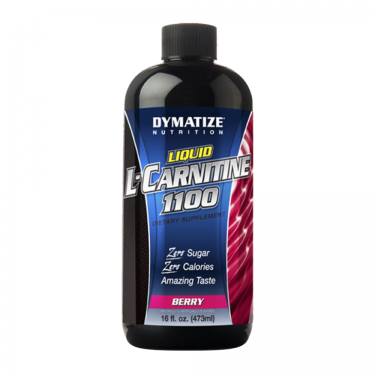 DYMATIZE
NUTRITION
LIQUID
L-CARNITINE
1100
DIETARY SUPPLEMENT
Zero Sugar
Zero Calories
Amazing Taste
BERRY
16 fl. oz. (473ml)